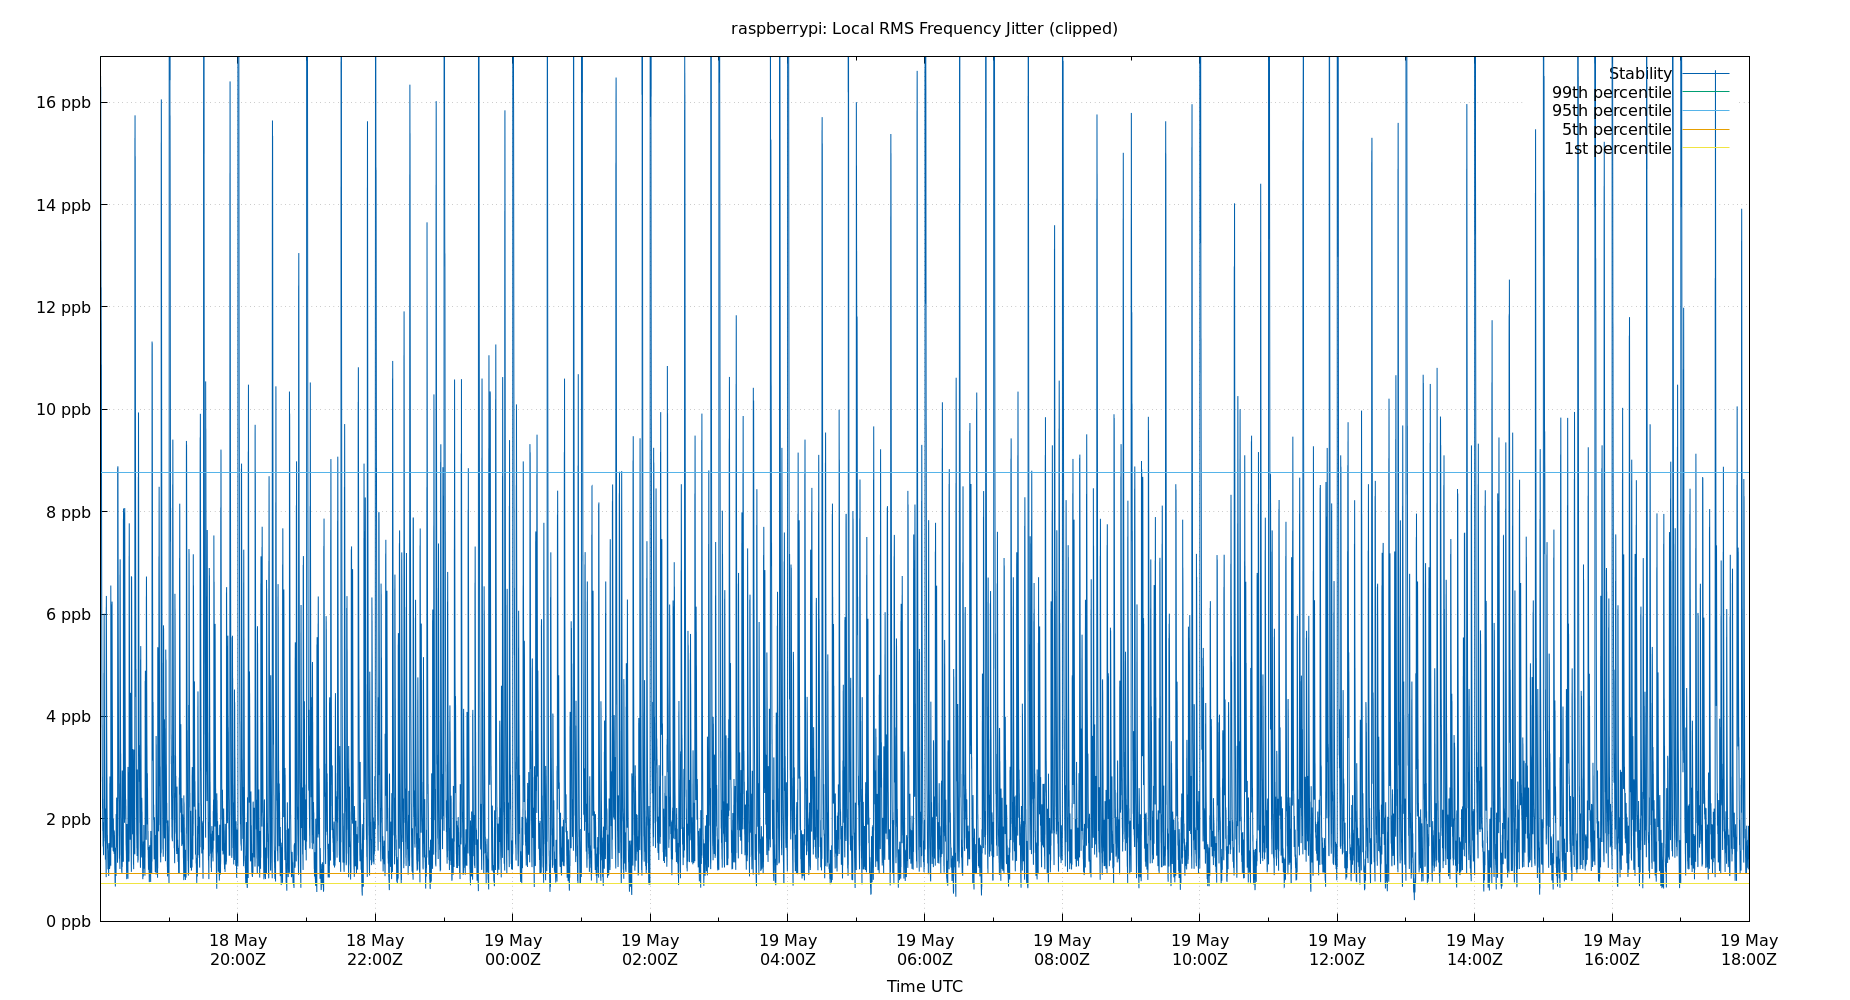 raspberrypi: Local RMS Frequency Jitter (clipped)
Stability
99th percentile
95th percentile
5th percentile
1st percentile
16 ppb
14 ppb
12 ppb
10 ppb
8 ppb
6 ppb
4 ppb
2 ppb
0 ppb
18 May
20:00Z
18 May
22:00Z
19 May
00:00Z
19 May
02:00Z
19 May
04:00Z
19 May
06:00Z
19 May
08:00Z
19 May
10:00Z
19 May
12:00Z
19 May
14:00Z
19 May
16:00Z
19 May
18:00Z
Time UTC